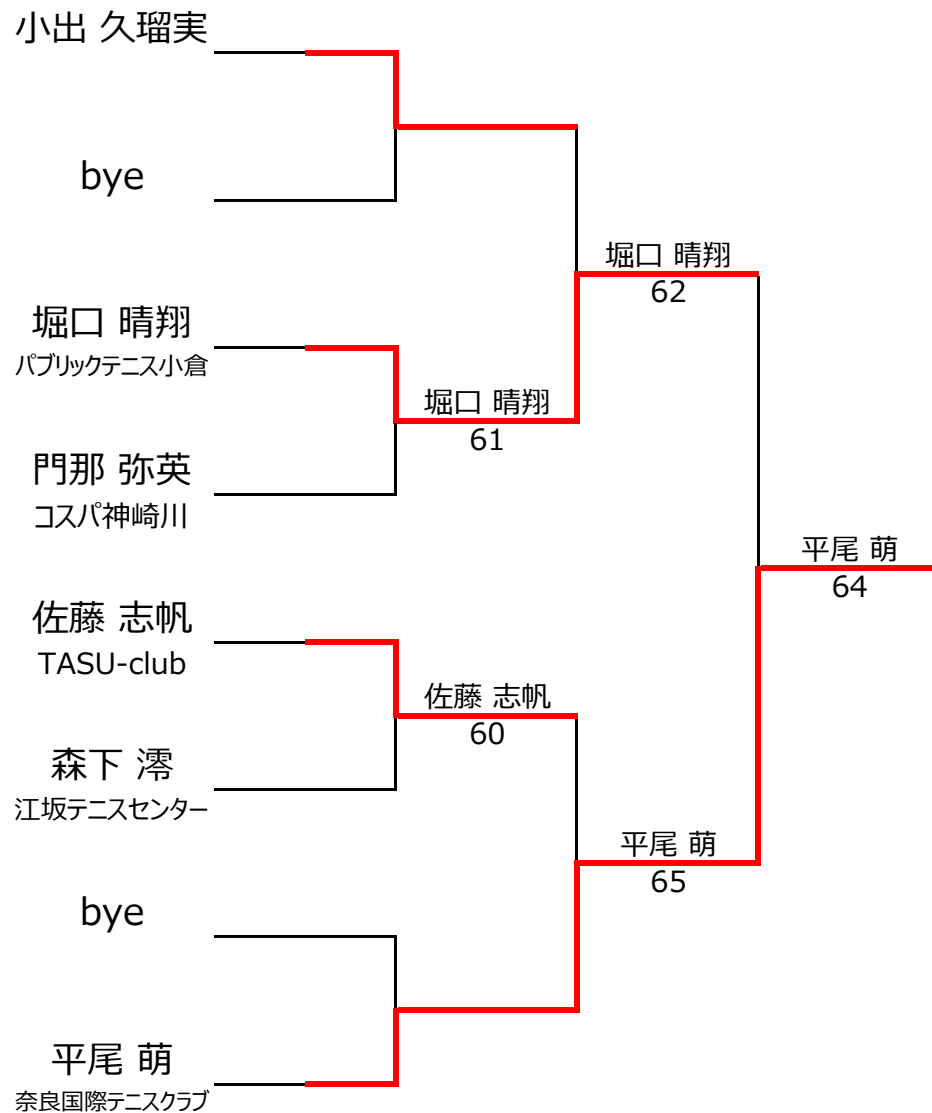 小出 久瑠実
bye
堀口 晴翔
62
堀口 晴翔
パブリックテニス小倉
堀口 晴翔
61
門那 弥英
コスパ神崎川
平尾 萌
64
佐藤 志帆
TASU-club
佐藤 志帆
60
森下 澪
江坂テニスセンター
平尾 萌
65
bye
平尾 萌
奈良国際テニスクラブ